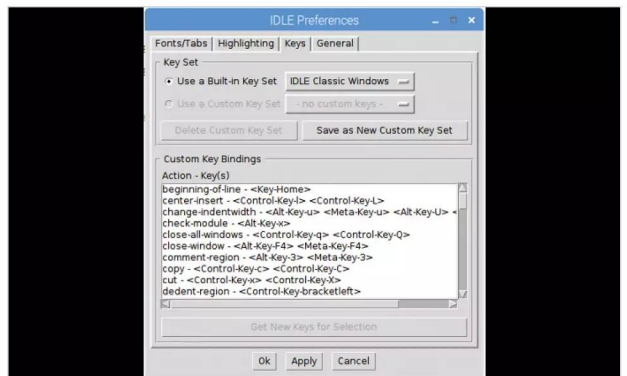 IDLE Preferences
Fonts/Tabs Highlighting Keys General
Key Set
Use a Built-in Key Set IDLE Classic Windows
Use a Custom Key Set - no custom keys -
Delete Custom Key Set Save as New Custom Key Set
Custom Key Bindings
Action - Key(s)
beginning-of-line - <Key-Home>
center-insert - <Control-Key-l> <Control-Key-L>
change-indentwidth - <Alt-Key-u> <Meta-Key-u> <Alt-Key-U> <
check-module - <Alt-Key-x>
close-all-windows - <Control-Key-q> <Control-Key-Q>
close-window - <Alt-Key-F4> <Meta-Key-F4>
comment-region - <Alt-Key-3> <Meta-Key-3>
copy - <Control-Key-c> <Control-Key-C>
cut - <Control-Key-x> <Control-Key-X>
dedent-region - <Control-Key-bracketleft>
Get New Keys for Selection
Ok Apply Cancel